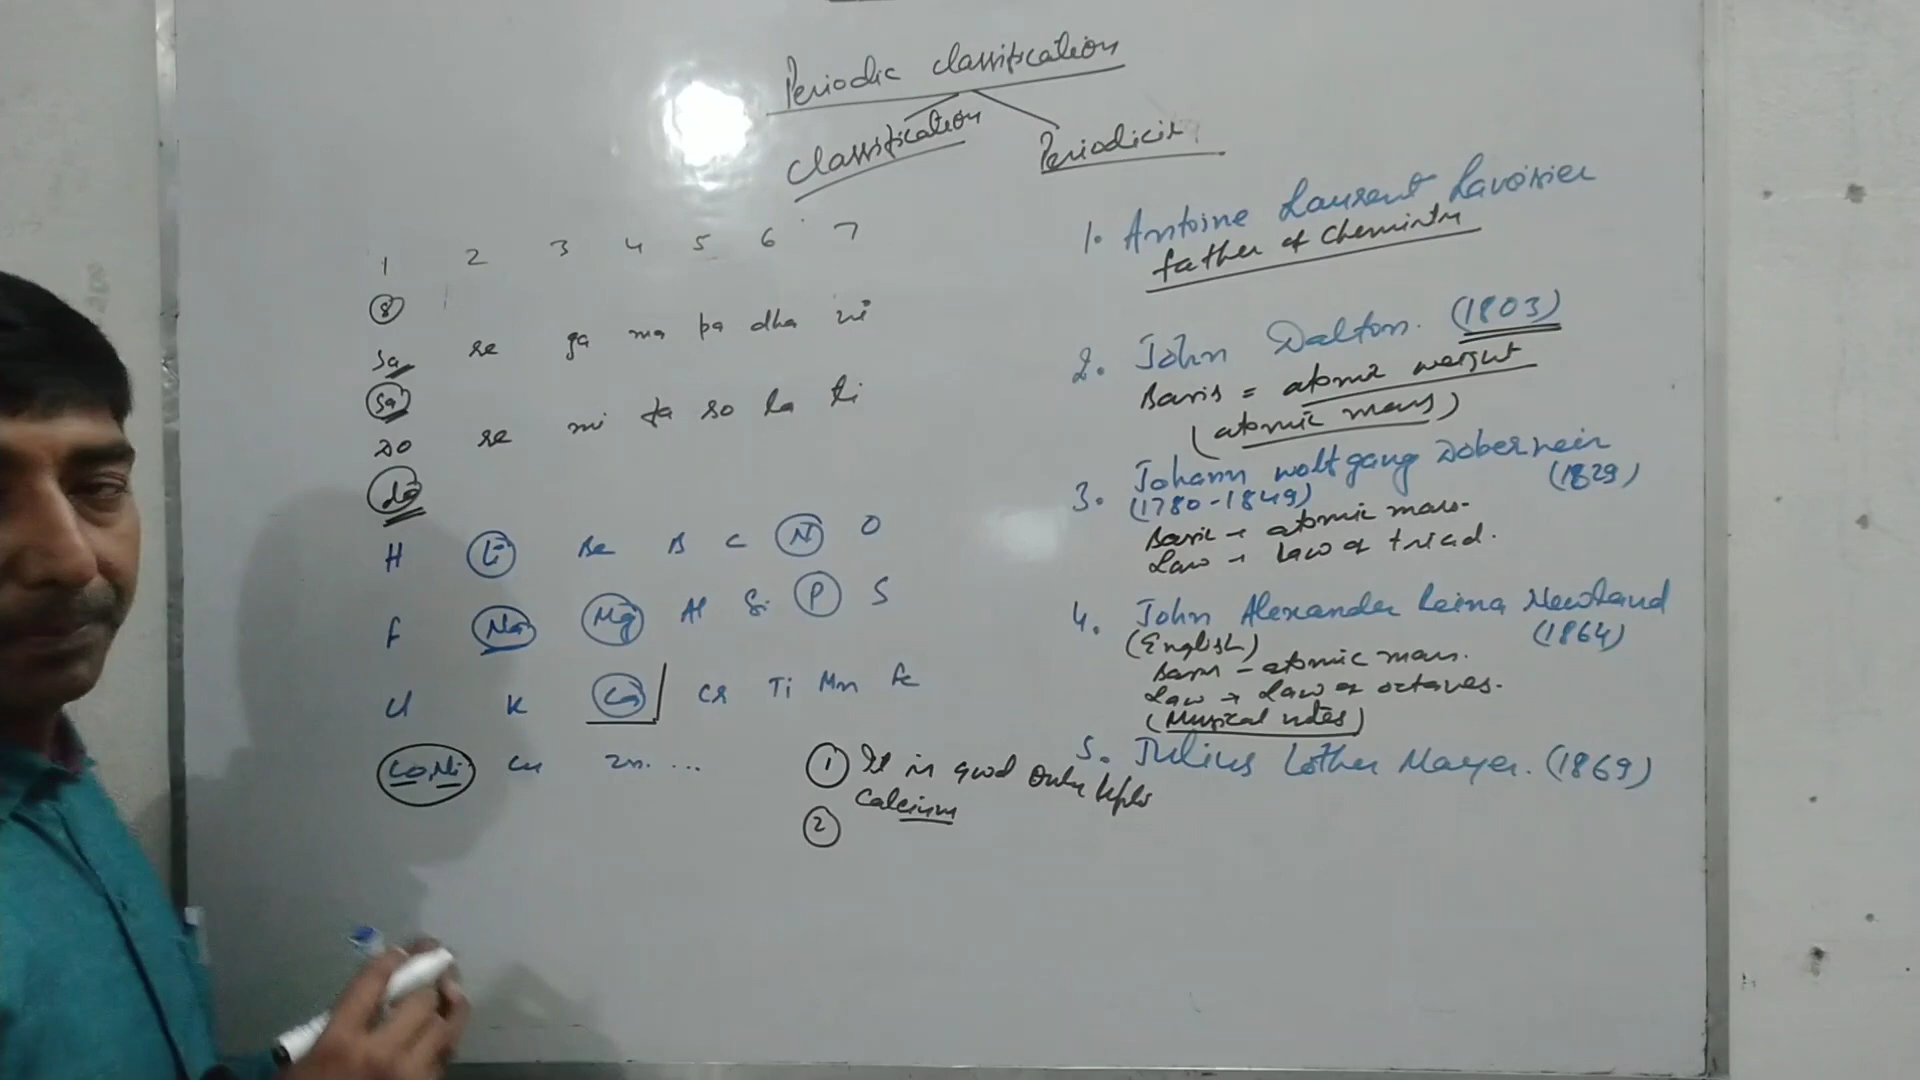 Periodic classification
classification Periodicit
1 2 3 4 5 6 7
8
Sa re ga ma pa dha ni
Sa
Do re mi fa so la ti
do
H Li Be B C N O
F Na Mg Al Si P S
Cl K Ca Cr Ti Mn Fe
Co,Ni Cu Zn. ...
1 It is good only upto
calcium
2
1. Antoine Laurent Lavoisier
father of chemistry
2. John Dalton. (1803)
Basis = atomic weight
(atomic mass)
3. Johann wolfgang Dobernein
(1780-1849) (1829)
Basic → atomic mass.
Law → Law of triad.
4. John Alexander Reina Newland
(English) (1864)
Basis - atomic mass.
Law → Law of octaves.
(Musical notes)
5. Julius Lother Mayer. (1869)